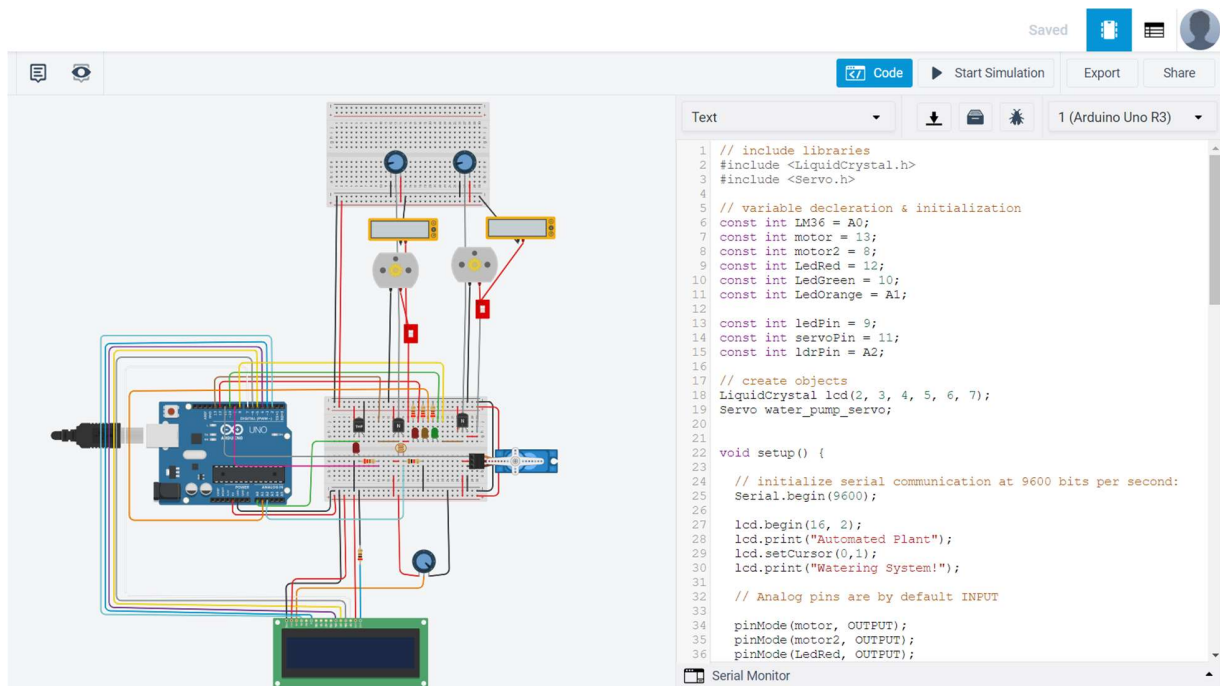 Saved
Code
Start Simulation
Export
Share
Text
1 (Arduino Uno R3)
1 // include libraries
2 #include <LiquidCrystal.h>
3 #include <Servo.h>
4
5 // variable decleration & initialization
6 const int LM36 = A0;
7 const int motor = 13;
8 const int motor2 = 8;
9 const int LedRed = 12;
10 const int LedGreen = 10;
11 const int LedOrange = A1;
12
13 const int ledPin = 9;
14 const int servoPin = 11;
15 const int ldrPin = A2;
16
17 // create objects
18 LiquidCrystal lcd(2, 3, 4, 5, 6, 7);
19 Servo water_pump_servo;
20
21
22 void setup() {
23
24 // initialize serial communication at 9600 bits per second:
25 Serial.begin(9600);
26
27 lcd.begin(16, 2);
28 lcd.print("Automated Plant");
29 lcd.setCursor(0,1);
30 lcd.print("Watering System!");
31
32 // Analog pins are by default INPUT
33
34 pinMode(motor, OUTPUT);
35 pinMode(motor2, OUTPUT);
36 pinMode(LedRed, OUTPUT);
Serial Monitor
UNO
ARDUINO